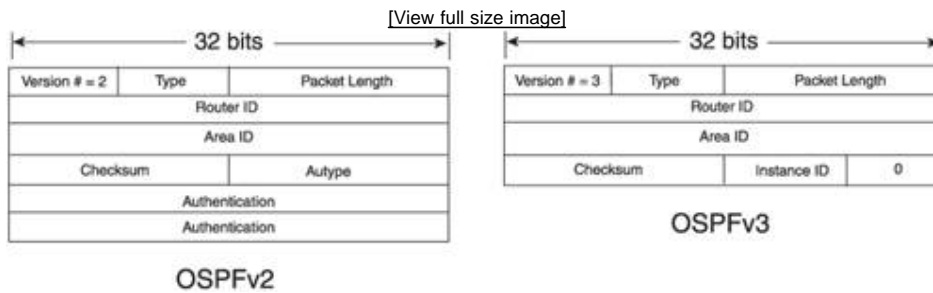 [View full size image]
32 bits
Version # = 2 Type Packet Length
Router ID
Area ID
Checksum Autype
Authentication
Authentication
OSPFv2
32 bits
Version # = 3 Type Packet Length
Router ID
Area ID
Checksum Instance ID 0
OSPFv3